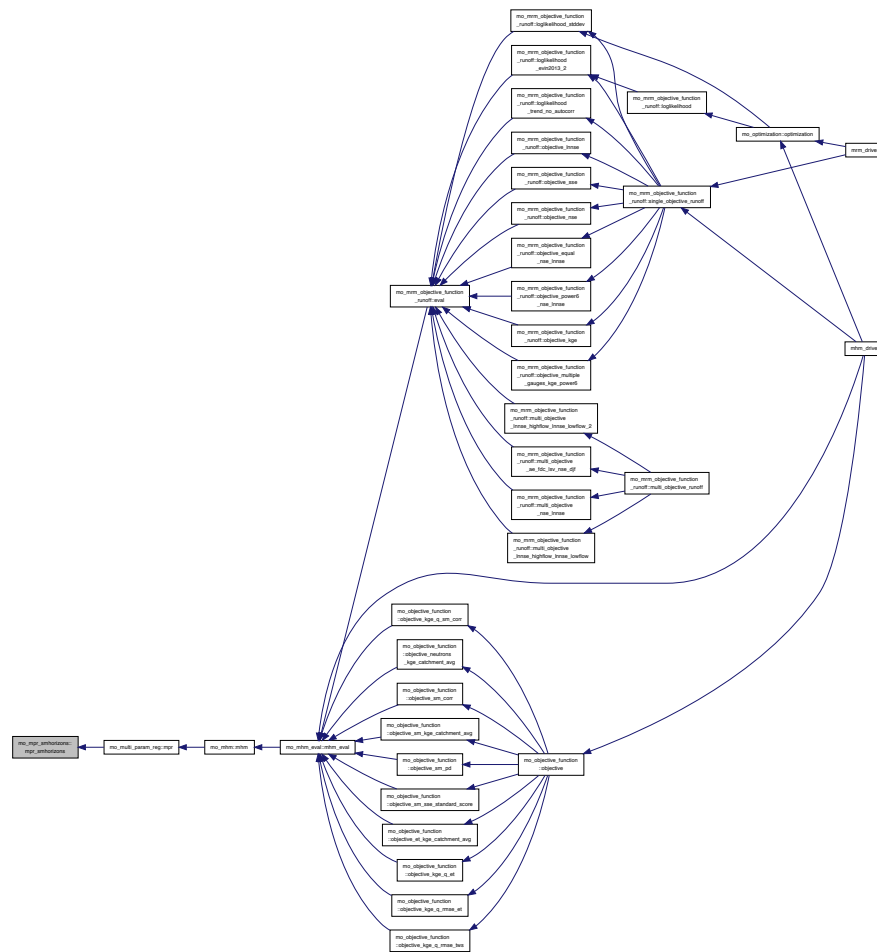 mo_mrm_objective_function
_runoff::loglikelihood_stddev
mo_mrm_objective_function
_runoff::loglikelihood
_evin2013_2
mo_mrm_objective_function
_runoff::loglikelihood
_trend_no_autocorr
mo_mrm_objective_function
_runoff::loglikelihood
mo_optimization::optimization
mrm_drive
mo_mrm_objective_function
_runoff::objective_lnnse
mo_mrm_objective_function
_runoff::objective_sse
mo_mrm_objective_function
_runoff::single_objective_runoff
mo_mrm_objective_function
_runoff::objective_nse
mo_mrm_objective_function
_runoff::objective_equal
_nse_lnnse
mo_mrm_objective_function
_runoff::eval
mo_mrm_objective_function
_runoff::objective_power6
_nse_lnnse
mo_mrm_objective_function
_runoff::objective_kge
mhm_drive
mo_mrm_objective_function
_runoff::objective_multiple
_gauges_kge_power6
mo_mrm_objective_function
_runoff::multi_objective
_lnnse_highflow_lnnse_lowflow_2
mo_mrm_objective_function
_runoff::multi_objective
_ae_fdc_lsv_nse_djf
mo_mrm_objective_function
_runoff::multi_objective_runoff
mo_mrm_objective_function
_runoff::multi_objective
_nse_lnnse
mo_mrm_objective_function
_runoff::multi_objective
_lnnse_highflow_lnnse_lowflow
mo_objective_function
::objective_kge_q_sm_corr
mo_objective_function
::objective_neutrons
_kge_catchment_avg
mo_objective_function
::objective_sm_corr
mo_objective_function
::objective_sm_kge_catchment_avg
mo_mpr_smhorizons::
mpr_smhorizons
mo_multi_param_reg::mpr
mo_mhm::mhm
mo_mhm_eval::mhm_eval
mo_objective_function
::objective_sm_pd
mo_objective_function
::objective
mo_objective_function
::objective_sm_sse_standard_score
mo_objective_function
::objective_et_kge_catchment_avg
mo_objective_function
::objective_kge_q_et
mo_objective_function
::objective_kge_q_rmse_et
mo_objective_function
::objective_kge_q_rmse_tws